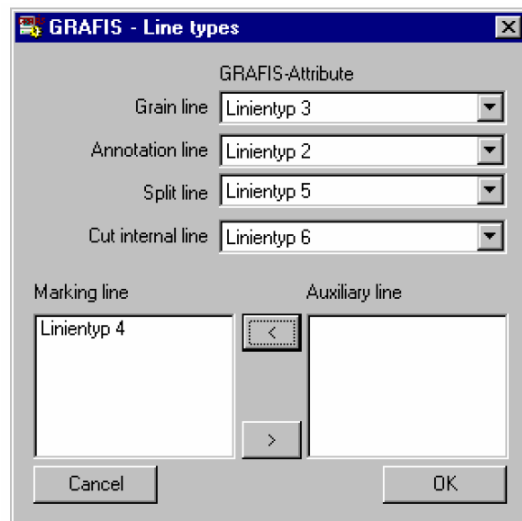 GRAFIS - Line types
GRAFIS-Attribute
Grain line Linientyp 3
Annotation line Linientyp 2
Split line Linientyp 5
Cut internal line Linientyp 6
Marking line Auxiliary line
Linientyp 4
<
>
Cancel OK